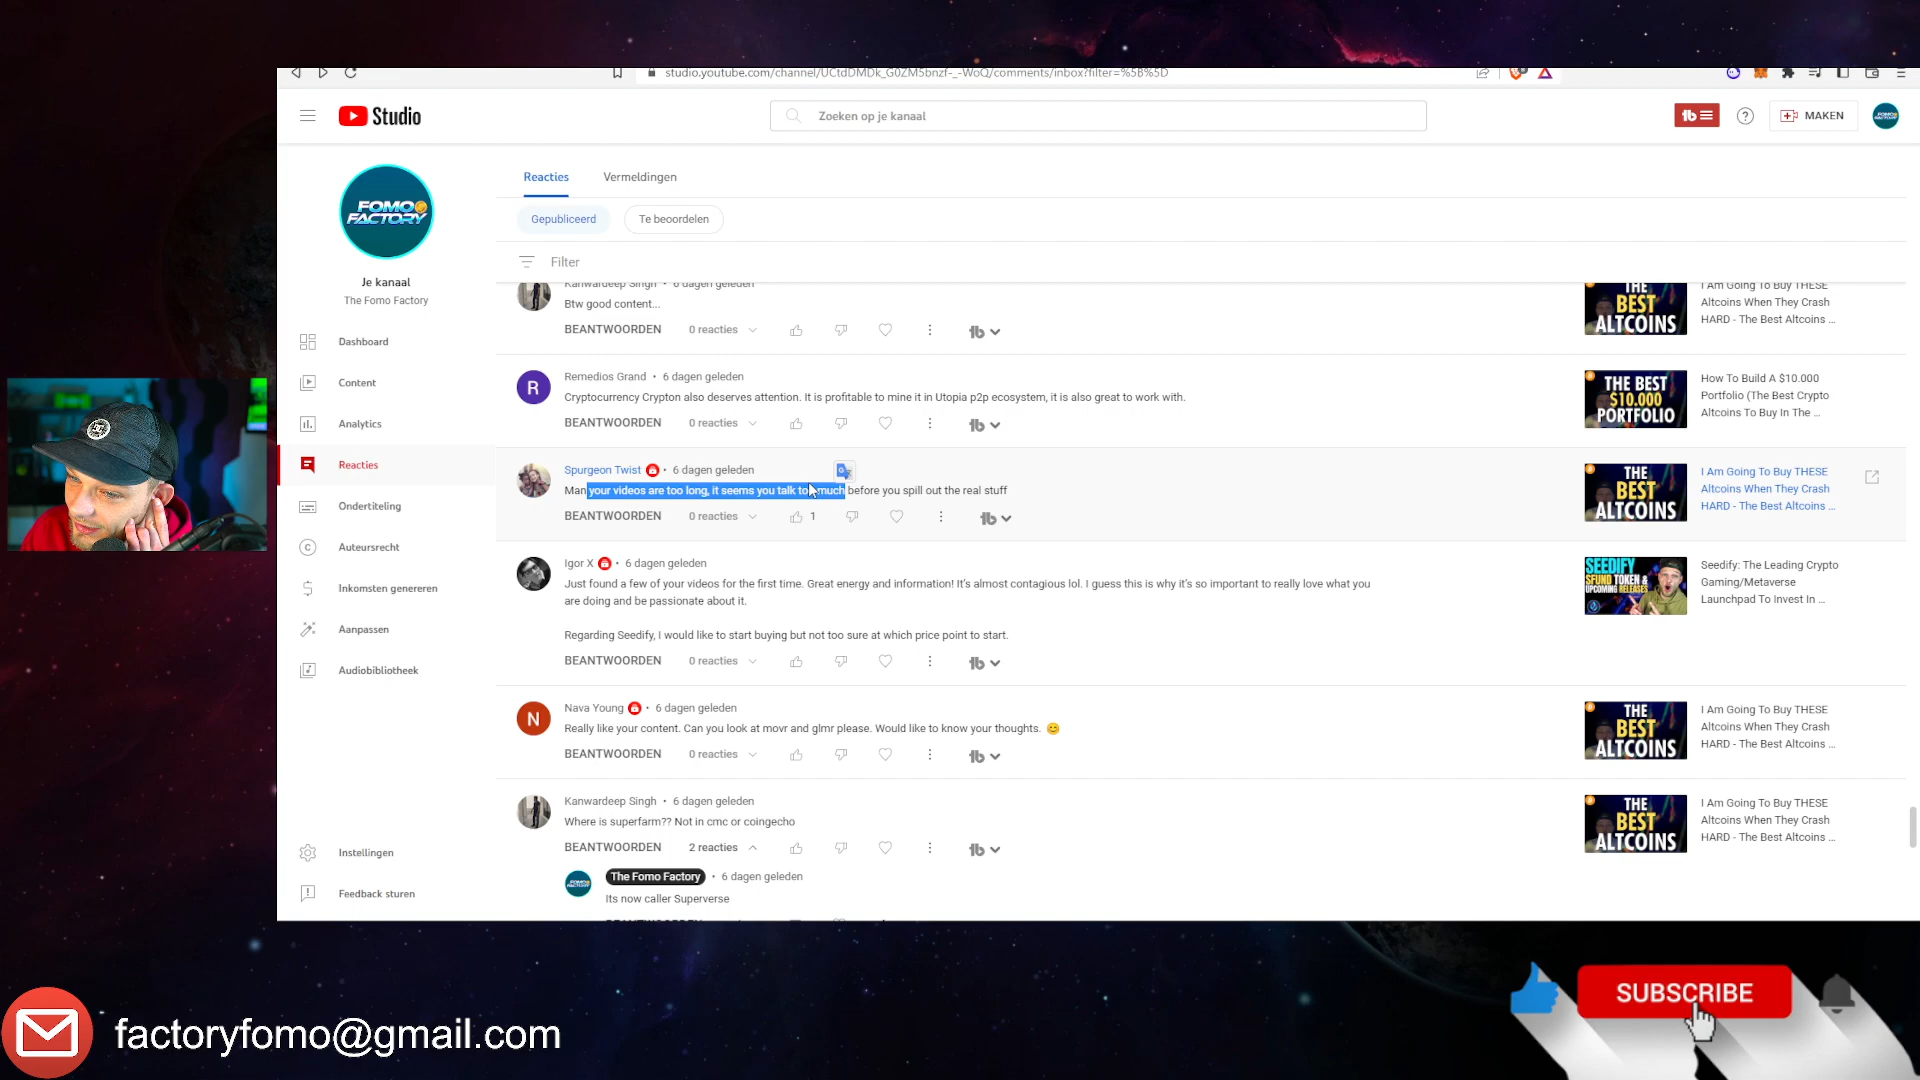 studio.youtube.com/channel/UCtdDMDk_G0ZM5bnzf-_-WoQ/comments/inbox?filter=%5B%5D
Studio
Zoeken op je kanaal
MAKEN
FOMO
FACTORY
Je kanaal
The Fomo Factory
Dashboard
Content
Analytics
Reacties
Ondertiteling
Auteursrecht
Inkomsten genereren
Aanpassen
Audiobibliotheek
Instellingen
Feedback sturen
Reacties Vermeldingen
Gepubliceerd Te beoordelen
Filter
Kanwardeep Singh • 6 dagen geleden
Btw good content...
BEANTWOORDEN 0 reacties
THE
BEST
ALTCOINS
I Am Going To Buy THESE
Altcoins When They Crash
HARD - The Best Altcoins ...
R
Remedios Grand • 6 dagen geleden
Cryptocurrency Crypton also deserves attention. It is profitable to mine it in Utopia p2p ecosystem, it is also great to work with.
BEANTWOORDEN 0 reacties
THE BEST
$10.000
PORTFOLIO
How To Build A $10.000
Portfolio (The Best Crypto
Altcoins To Buy In The ...
Spurgeon Twist • 6 dagen geleden
Man your videos are too long, it seems you talk to much before you spill out the real stuff
BEANTWOORDEN 0 reacties 1
THE
BEST
ALTCOINS
I Am Going To Buy THESE
Altcoins When They Crash
HARD - The Best Altcoins ...
Igor X • 6 dagen geleden
Just found a few of your videos for the first time. Great energy and information! It's almost contagious lol. I guess this is why it's so important to really love what you
are doing and be passionate about it.
Regarding Seedify, I would like to start buying but not too sure at which price point to start.
BEANTWOORDEN 0 reacties
SEEDIFY
SFUND TOKEN &
UPCOMING RELEASES
Seedify: The Leading Crypto
Gaming/Metaverse
Launchpad To Invest In ...
N
Nava Young • 6 dagen geleden
Really like your content. Can you look at movr and glmr please. Would like to know your thoughts. 😊
BEANTWOORDEN 0 reacties
THE
BEST
ALTCOINS
I Am Going To Buy THESE
Altcoins When They Crash
HARD - The Best Altcoins ...
Kanwardeep Singh • 6 dagen geleden
Where is superfarm?? Not in cmc or coingecho
BEANTWOORDEN 2 reacties
THE
BEST
ALTCOINS
I Am Going To Buy THESE
Altcoins When They Crash
HARD - The Best Altcoins ...
The Fomo Factory • 6 dagen geleden
Its now caller Superverse
BEANTWOORDEN
factoryfomo@gmail.com
SUBSCRIBE